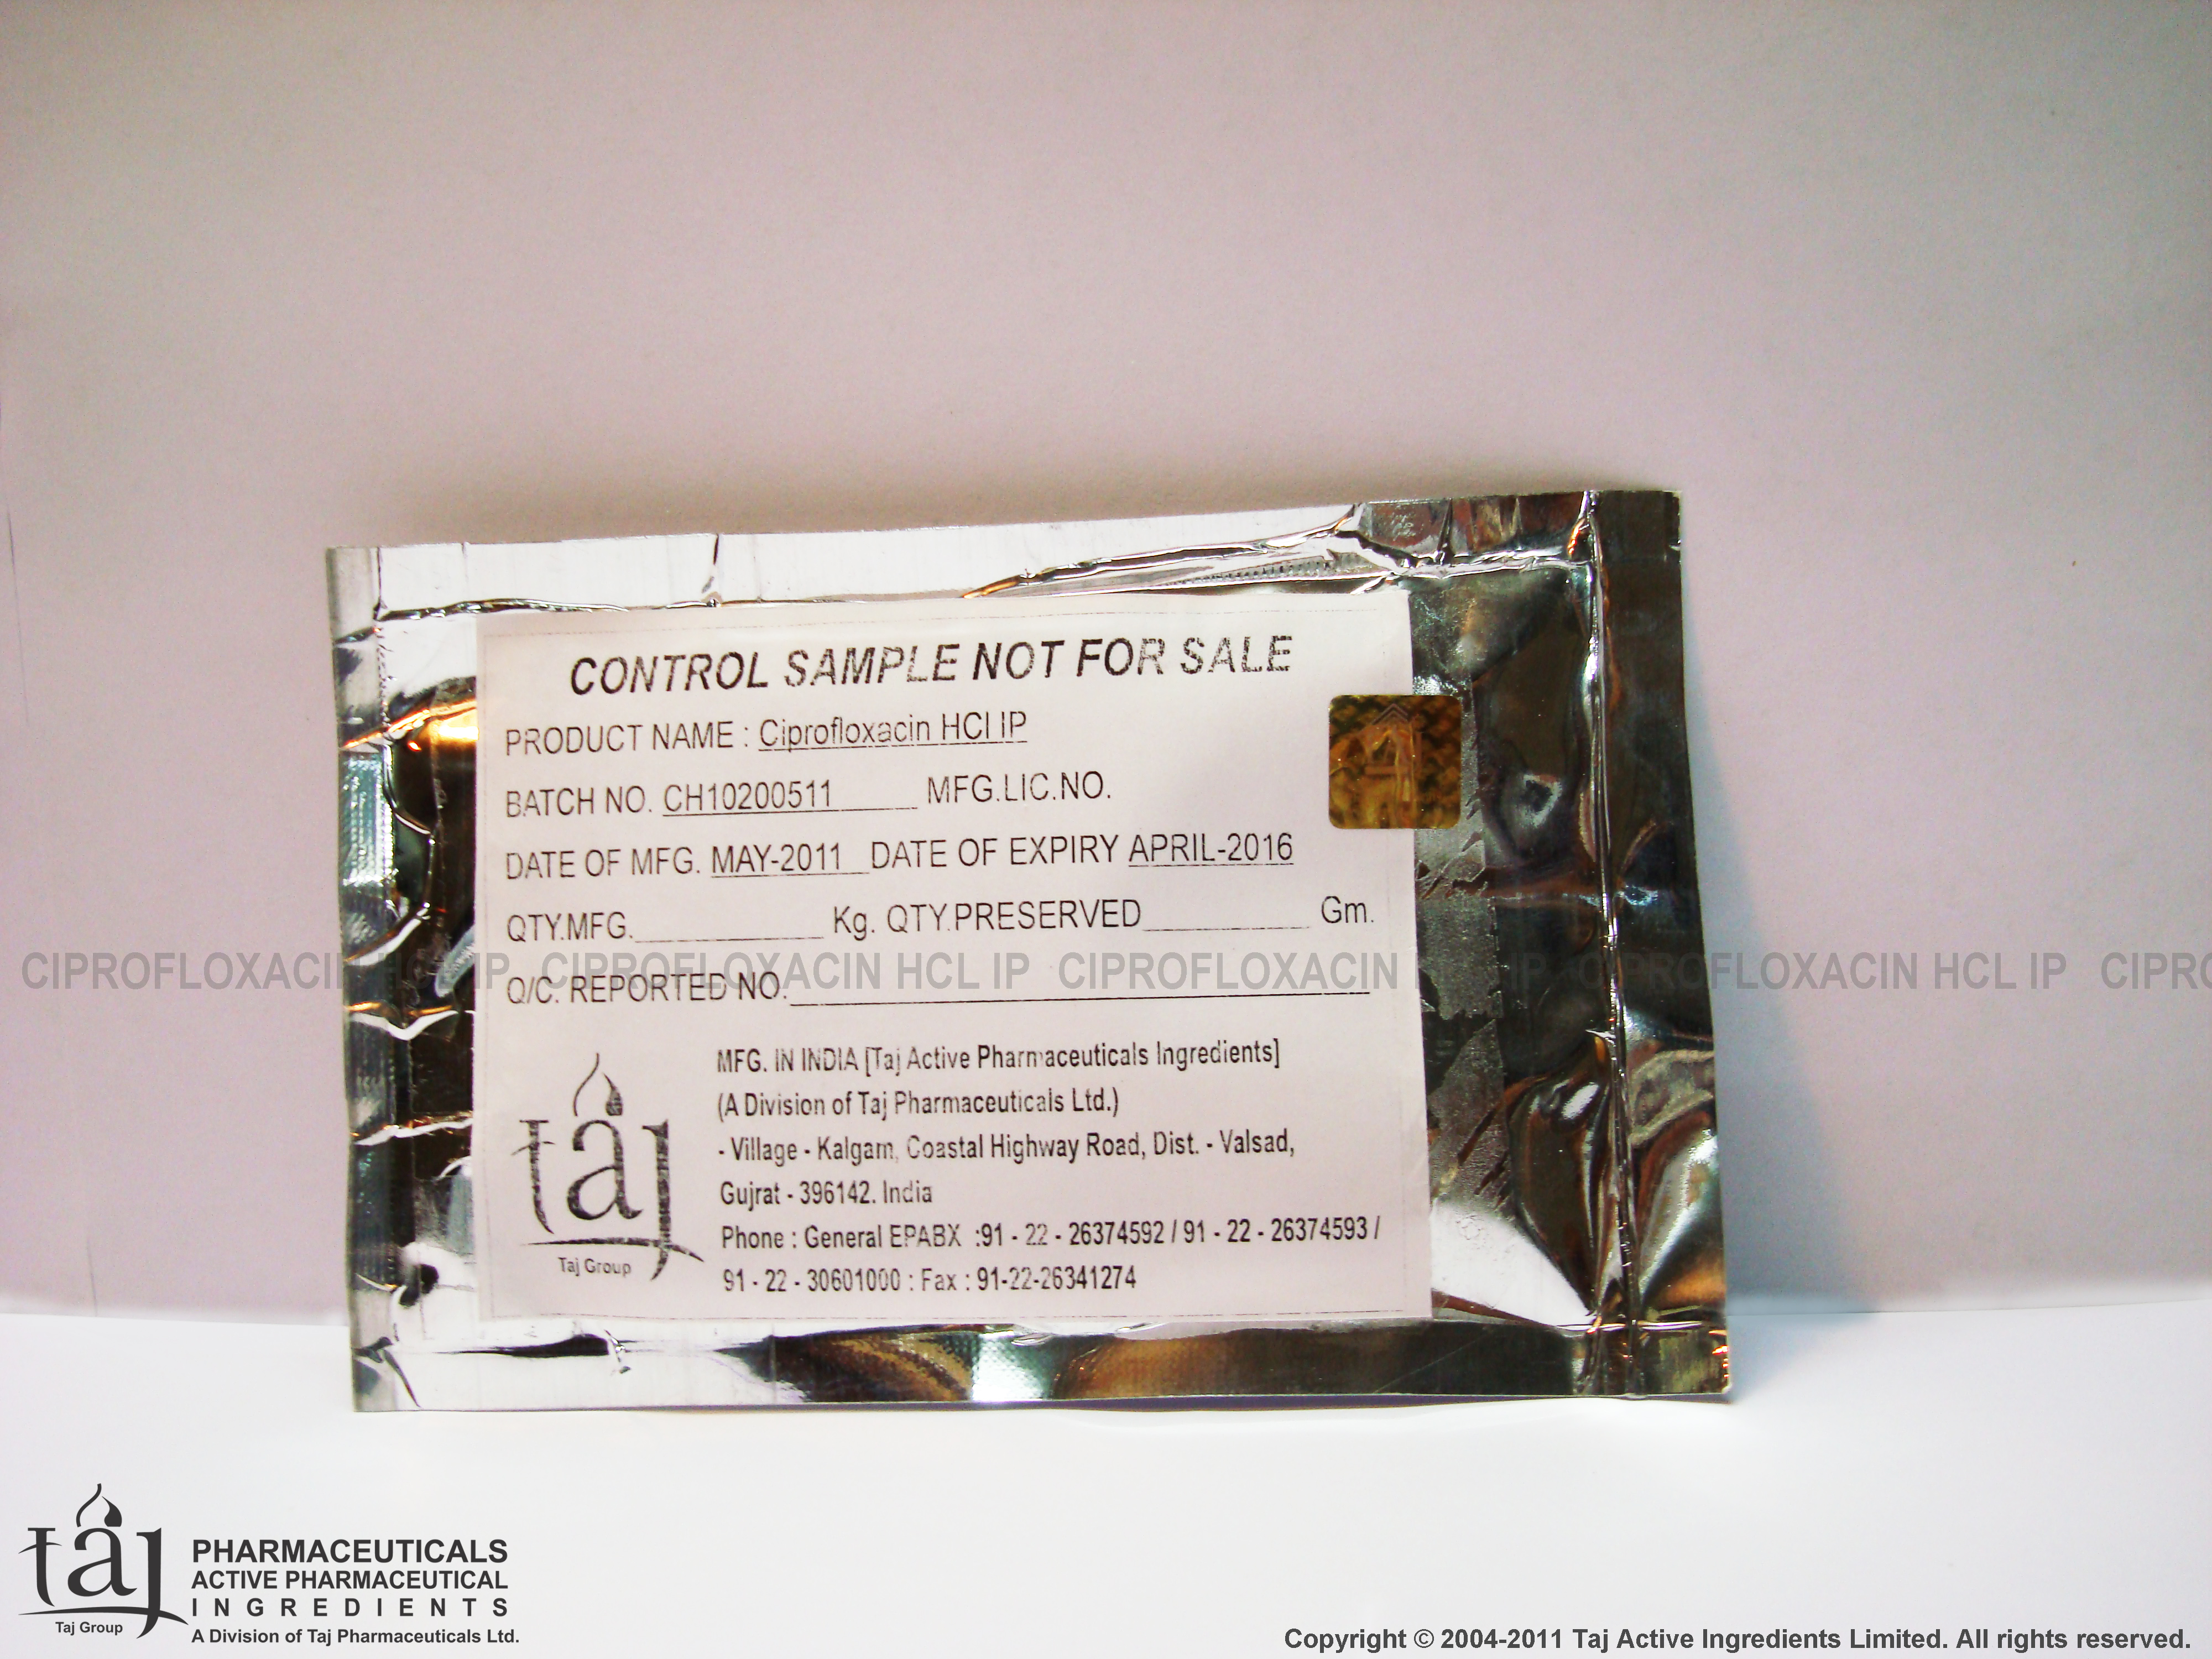 CONTROL SAMPLE NOT FOR SALE
PRODUCT NAME : Ciprofloxacin HCl IP
BATCH NO. CH10200511_____ MFG.LIC.NO.
DATE OF MFG. MAY-2011__DATE OF EXPIRY APRIL-2016
QTY.MFG.___________ Kg. QTY.PRESERVED__________ Gm.
CIPROFLOXACIN HCL IP CIPROFLOXACIN HCL IP CIPROFLOXACIN IP CIPROFLOXACIN HCL IP CIPRO
Q/C. REPORTED NO.__________________________________
MFG. IN INDIA [Taj Active Pharmaceuticals Ingredients]
(A Division of Taj Pharmaceuticals Ltd.)
- Village - Kalgam, Coastal Highway Road, Dist. - Valsad,
Gujrat - 396142. India
Phone : General EPABX :91 - 22 - 26374592 / 91 - 22 - 26374593 /
91 - 22 - 30601000 : Fax : 91-22-26341274
taj
Taj Group
taj
Taj Group
PHARMACEUTICALS
ACTIVE PHARMACEUTICAL
INGREDIENTS
A Division of Taj Pharmaceuticals Ltd.
Copyright © 2004-2011 Taj Active Ingredients Limited. All rights reserved.